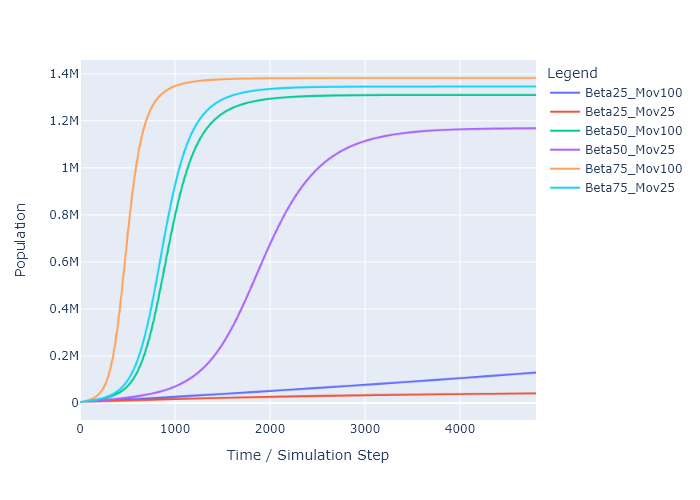 1.4M
1.2M
1M
0.8M
0.6M
0.4M
0.2M
0
0 1000 2000 3000 4000
Population
Time / Simulation Step
Legend
Beta25_Mov100
Beta25_Mov25
Beta50_Mov100
Beta50_Mov25
Beta75_Mov100
Beta75_Mov25